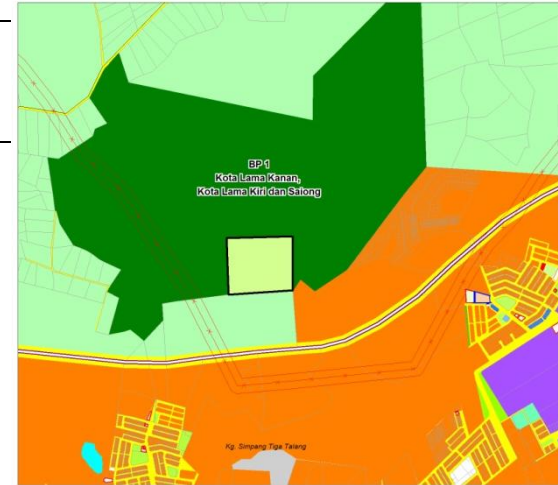 BP 1
Kota Lama Kanan,
Kota Lama Kiri dan Saiong
Kg. Simpang Tiga Talang